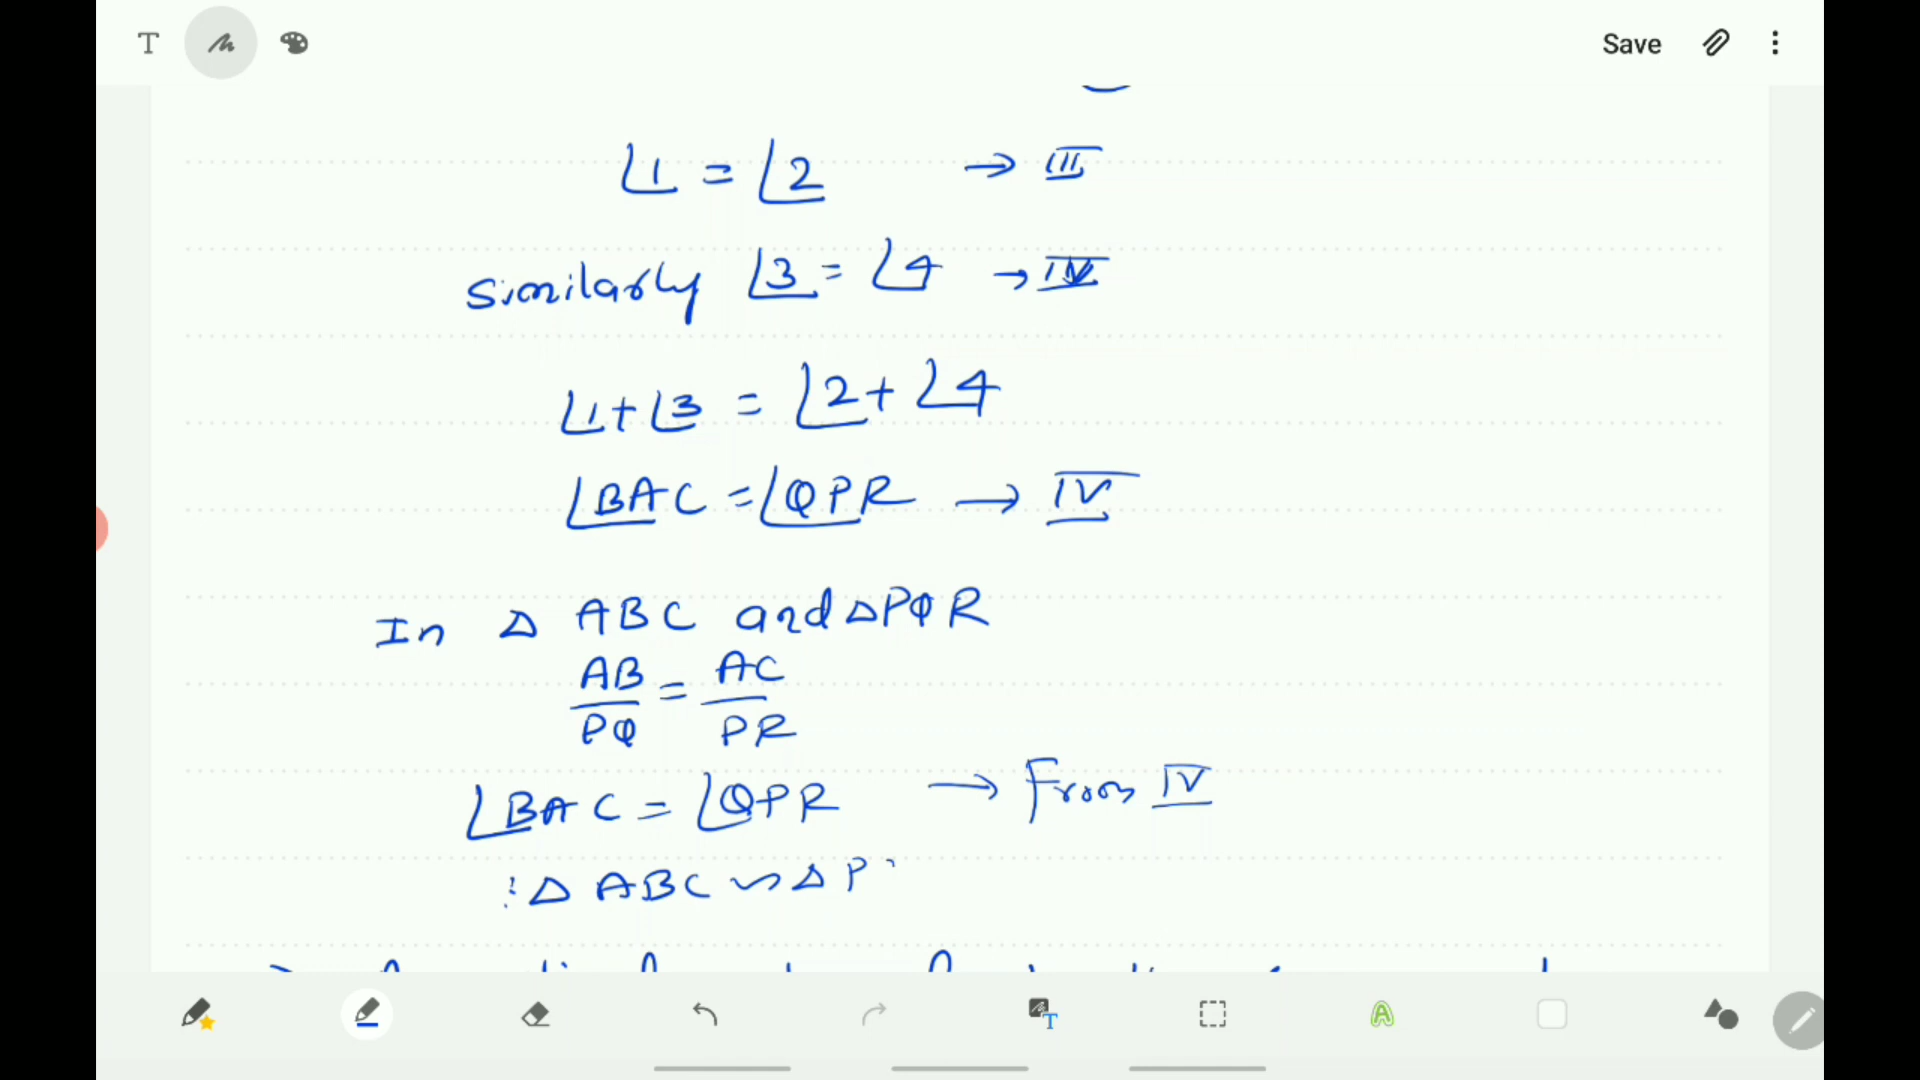 T Save
∠1 = ∠2 → III
Similarly ∠3 = ∠4 → IV
∠1+∠3 = ∠2+∠4
∠BAC = ∠QPR → IV
In △ ABC and △PQR
AB/PQ = AC/PR
∠BAC = ∠QPR → From IV
∴ △ ABC ∼ △ P
T A